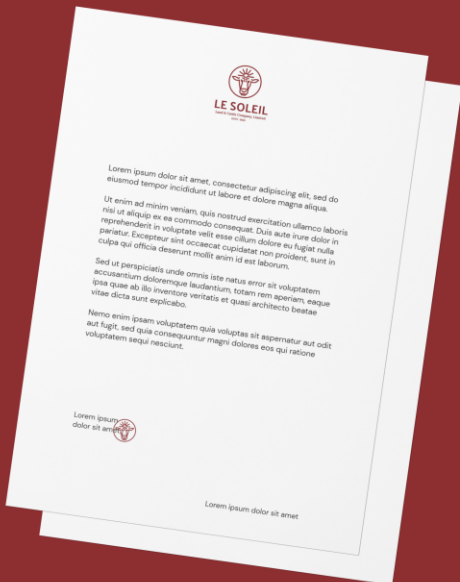 LE SOLEIL
Lorem ipsum dolor sit amet, consectetur adipiscing elit, sed do
eiusmod tempor incididunt ut labore et dolore magna aliqua.
Ut enim ad minim veniam, quis nostrud exercitation ullamco laboris
nisi ut aliquip ex ea commodo consequat. Duis aute irure dolor in
reprehenderit in voluptate velit esse cillum dolore eu fugiat nulla
pariatur. Excepteur sint occaecat cupidatat non proident, sunt in
culpa qui officia deserunt mollit anim id est laborum.
Sed ut perspiciatis unde omnis iste natus error sit voluptatem
accusantium doloremque laudantium, totam rem aperiam, eaque
ipsa quae ab illo inventore veritatis et quasi architecto beatae
vitae dicta sunt explicabo.
Nemo enim ipsam voluptatem quia voluptas sit aspernatur aut odit
aut fugit, sed quia consequuntur magni dolores eos qui ratione
voluptatem sequi nesciunt.
Lorem ipsum
dolor sit
Lorem ipsum dolor sit amet